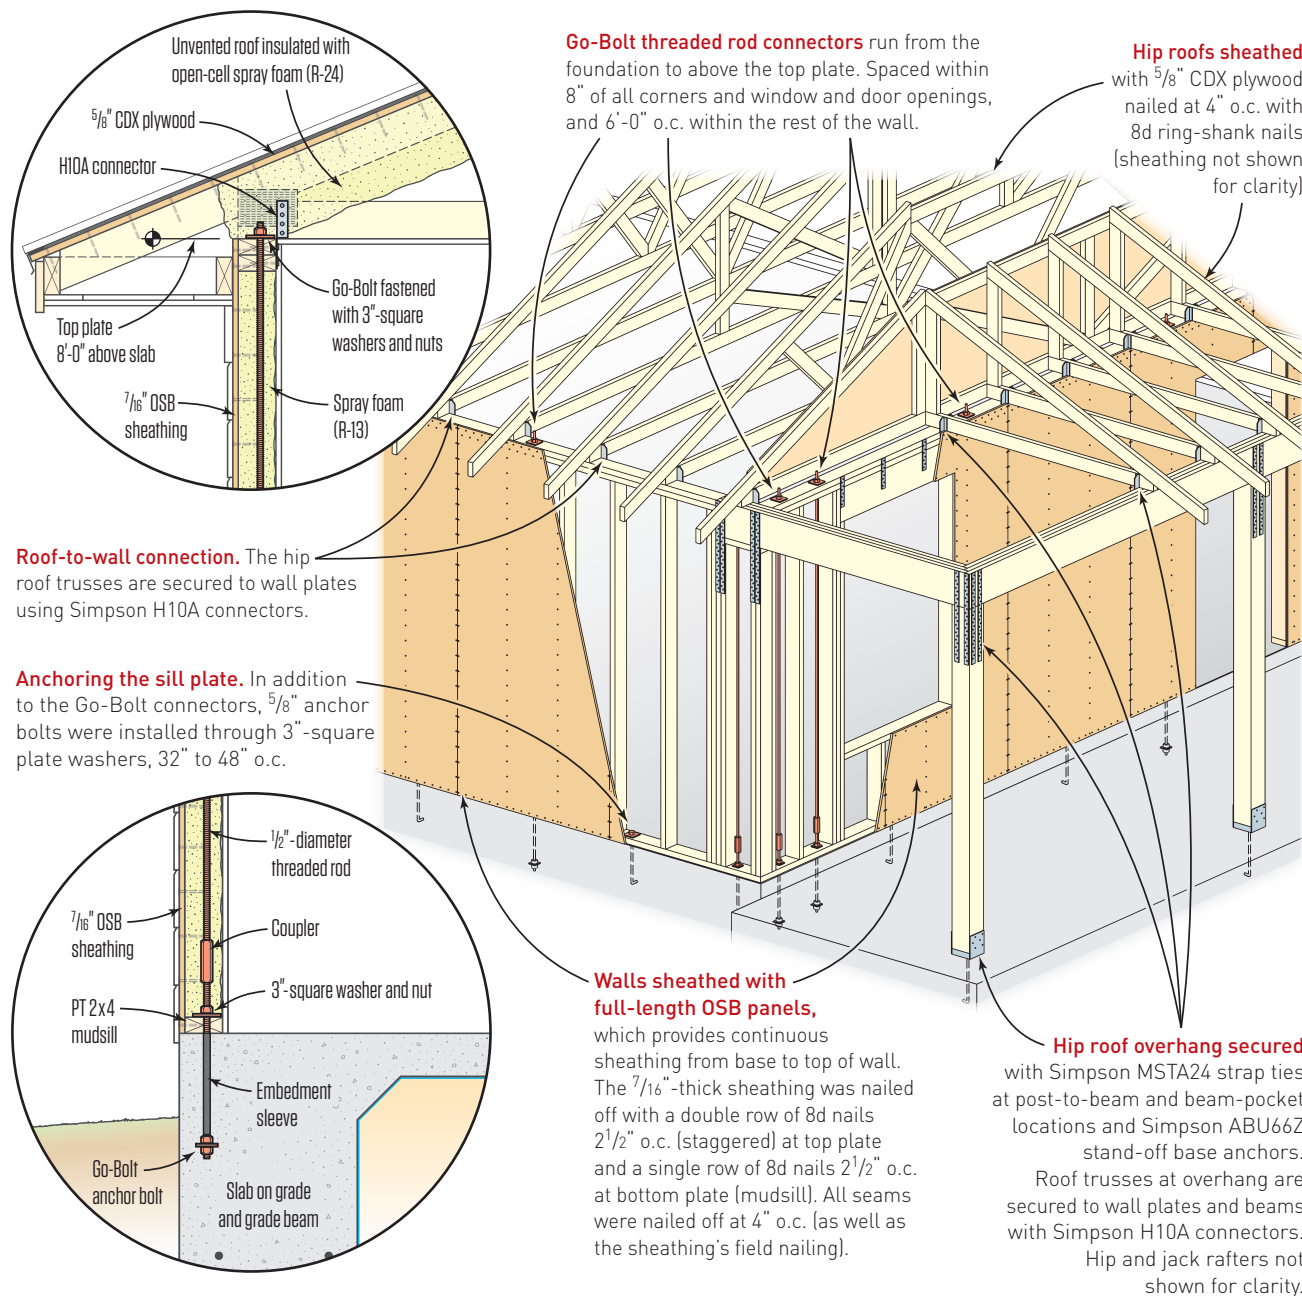 Unvented roof insulated with
open-cell spray foam (R-24)
5/8" CDX plywood
H10A connector
Go-Bolt fastened
with 3"-square
washers and nuts
Top plate
8'-0" above slab
7/16" OSB
sheathing
Spray foam
(R-13)
Go-Bolt threaded rod connectors run from the
foundation to above the top plate. Spaced within
8" of all corners and window and door openings,
and 6'-0" o.c. within the rest of the wall.
Hip roofs sheathed
with 5/8" CDX plywood
nailed at 4" o.c. with
8d ring-shank nails
(sheathing not shown
for clarity)
Roof-to-wall connection. The hip
roof trusses are secured to wall plates
using Simpson H10A connectors.
Anchoring the sill plate. In addition
to the Go-Bolt connectors, 5/8" anchor
bolts were installed through 3"-square
plate washers, 32" to 48" o.c.
1/2"-diameter
threaded rod
7/16" OSB
sheathing
Coupler
3"-square washer and nut
PT 2x4
mudsill
Embedment
sleeve
Go-Bolt
anchor bolt
Slab on grade
and grade beam
Walls sheathed with
full-length OSB panels,
which provides continuous
sheathing from base to top of wall.
The 7/16"-thick sheathing was nailed
off with a double row of 8d nails
2 1/2" o.c. (staggered) at top plate
and a single row of 8d nails 2 1/2" o.c.
at bottom plate (mudsill). All seams
were nailed off at 4" o.c. (as well as
the sheathing's field nailing).
Hip roof overhang secured
with Simpson MSTA24 strap ties
at post-to-beam and beam-pocket
locations and Simpson ABU66Z
stand-off base anchors.
Roof trusses at overhang are
secured to wall plates and beams
with Simpson H10A connectors.
Hip and jack rafters not
shown for clarity.